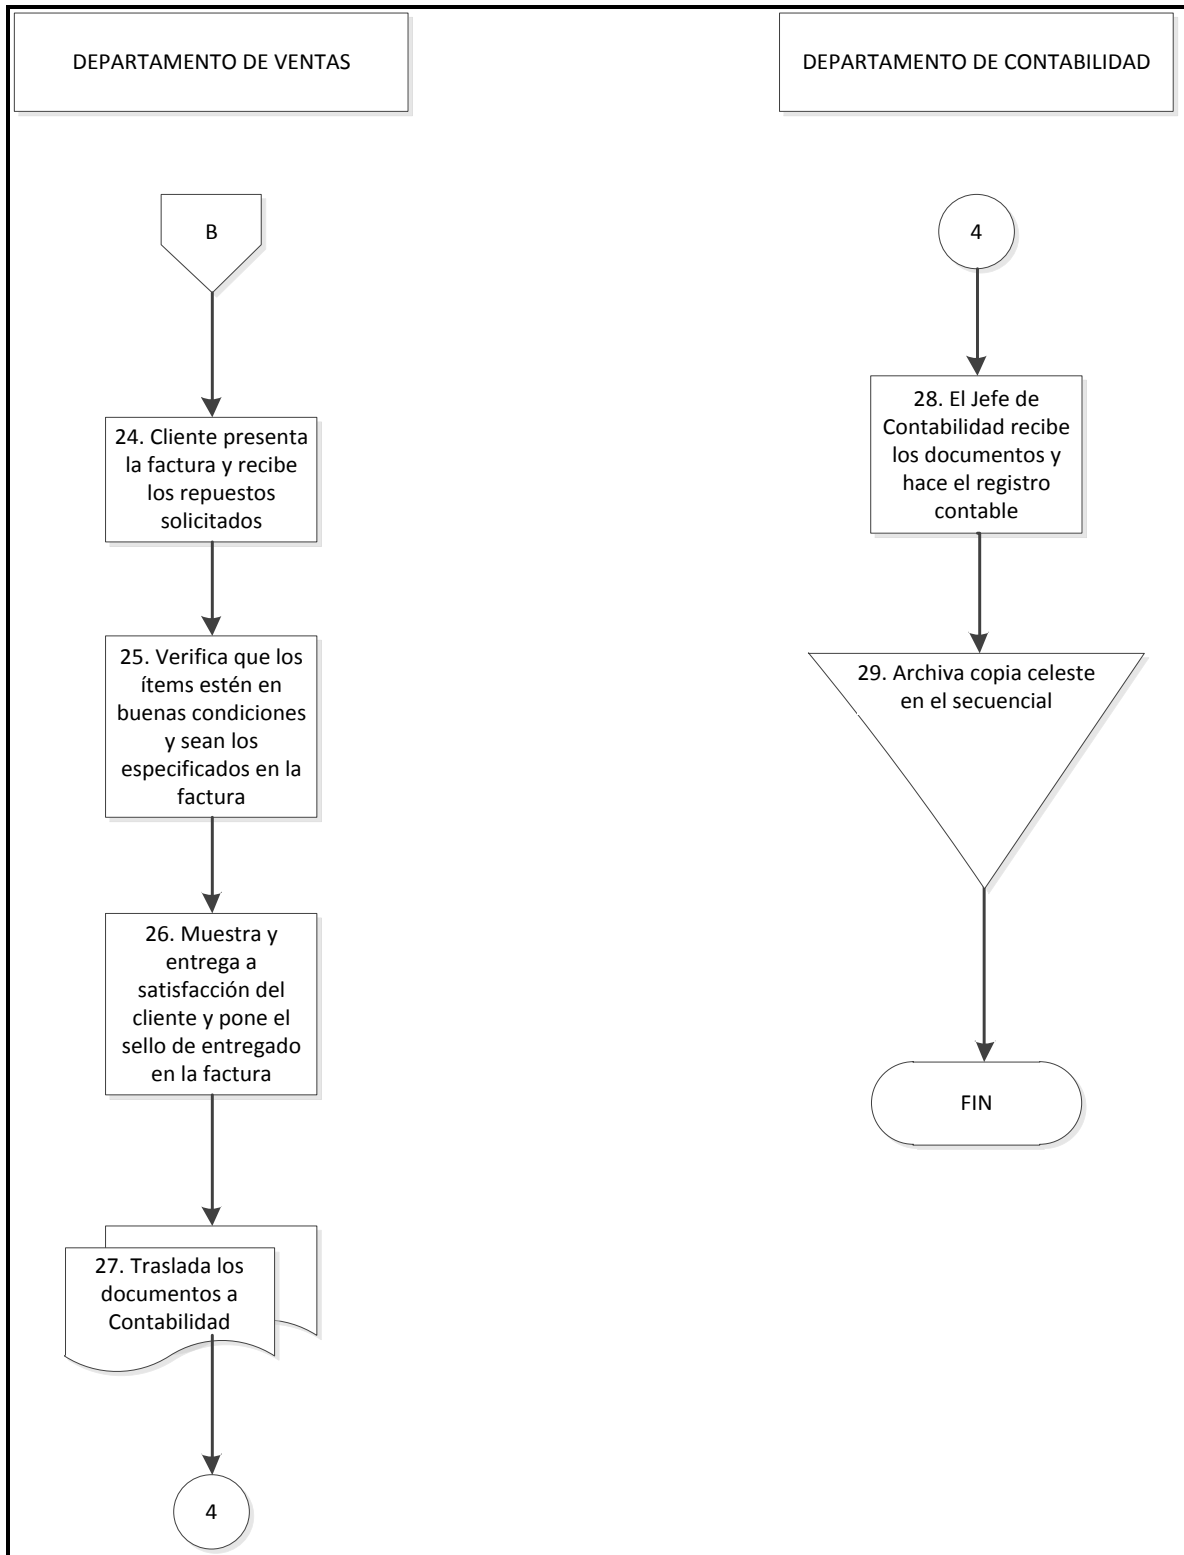 DEPARTAMENTO DE VENTAS
B
24. Cliente presenta
la factura y recibe
los repuestos
solicitados
25. Verifica que los
ítems estén en
buenas condiciones
y sean los
especificados en la
factura
26. Muestra y
entrega a
satisfacción del
cliente y pone el
sello de entregado
en la factura
27. Traslada los
documentos a
Contabilidad
4
DEPARTAMENTO DE CONTABILIDAD
4
28. El Jefe de
Contabilidad recibe
los documentos y
hace el registro
contable
29. Archiva copia celeste
en el secuencial
FIN